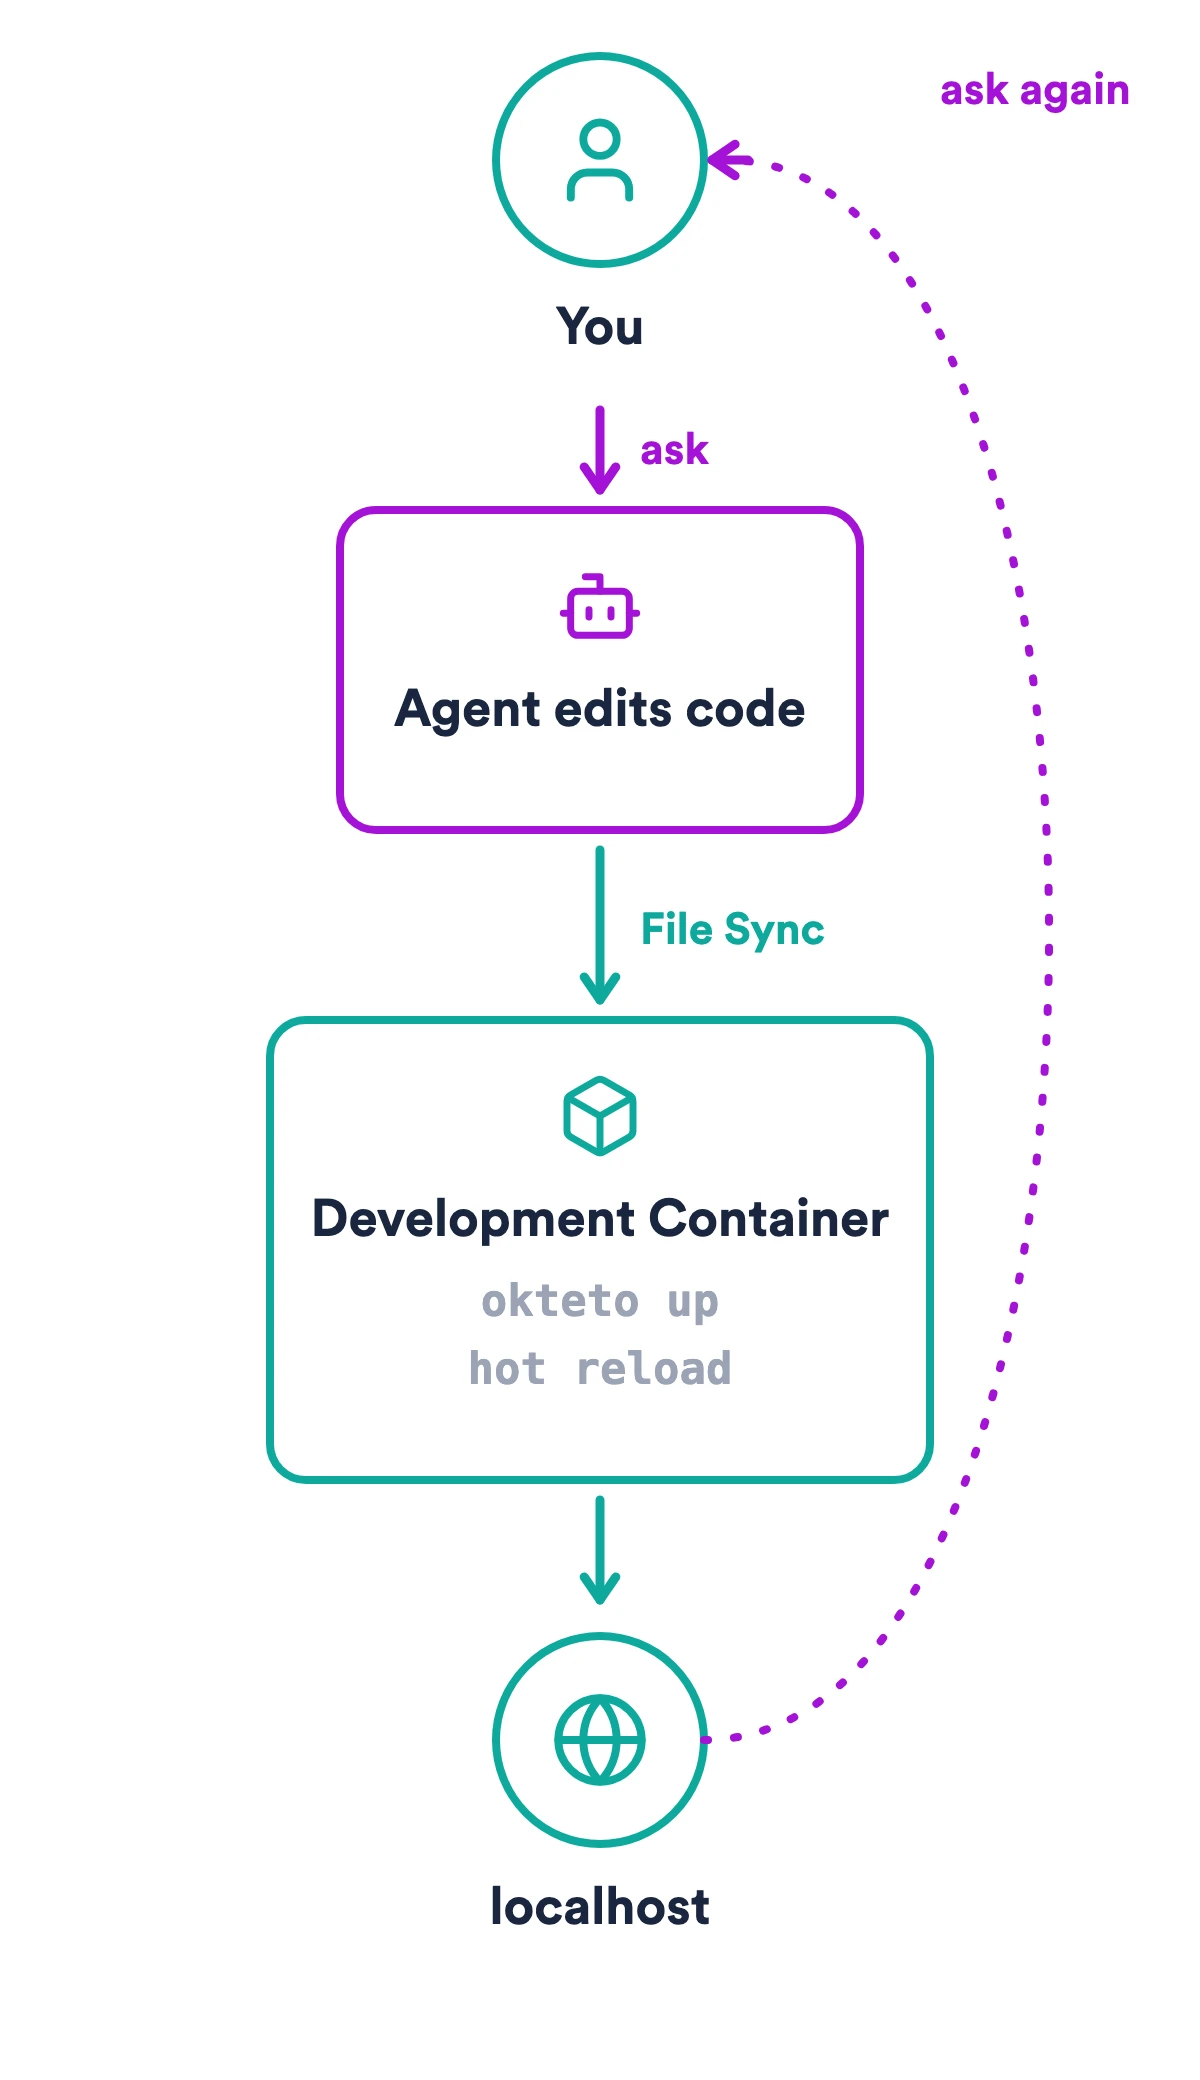 ask again
You
ask
Agent edits code
File Sync
Development Container
okteto up
hot reload
localhost